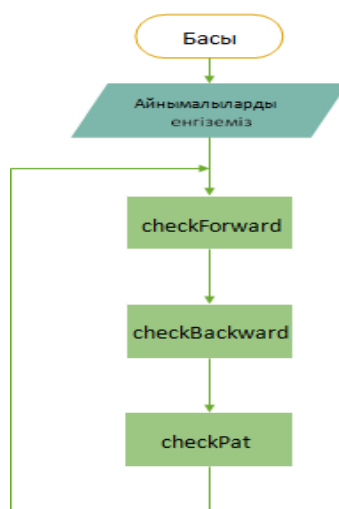 Басы
Айнымалыларды
енгіземіз
checkForward
checkBackward
checkPat